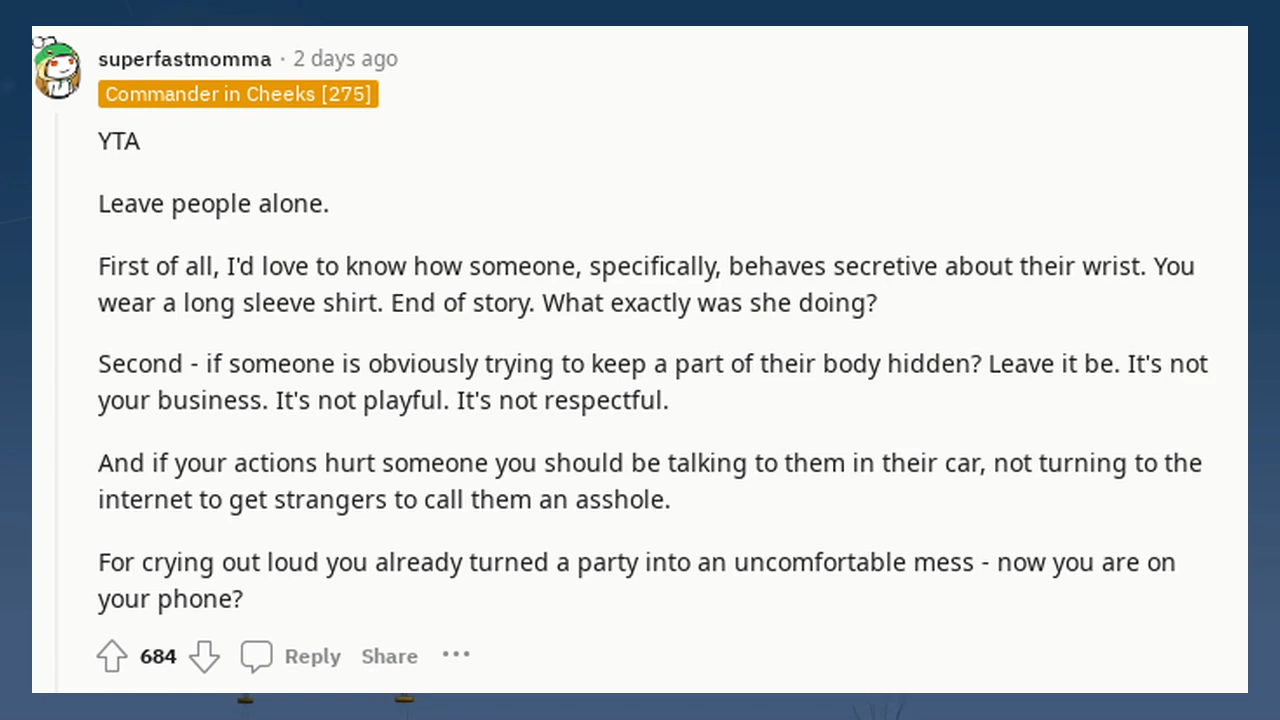 superfastmomma · 2 days ago
Commander in Cheeks [275]
YTA
Leave people alone.
First of all, I'd love to know how someone, specifically, behaves secretive about their wrist. You
wear a long sleeve shirt. End of story. What exactly was she doing?
Second - if someone is obviously trying to keep a part of their body hidden? Leave it be. It's not
your business. It's not playful. It's not respectful.
And if your actions hurt someone you should be talking to them in their car, not turning to the
internet to get strangers to call them an asshole.
For crying out loud you already turned a party into an uncomfortable mess - now you are on
your phone?
684 Reply Share